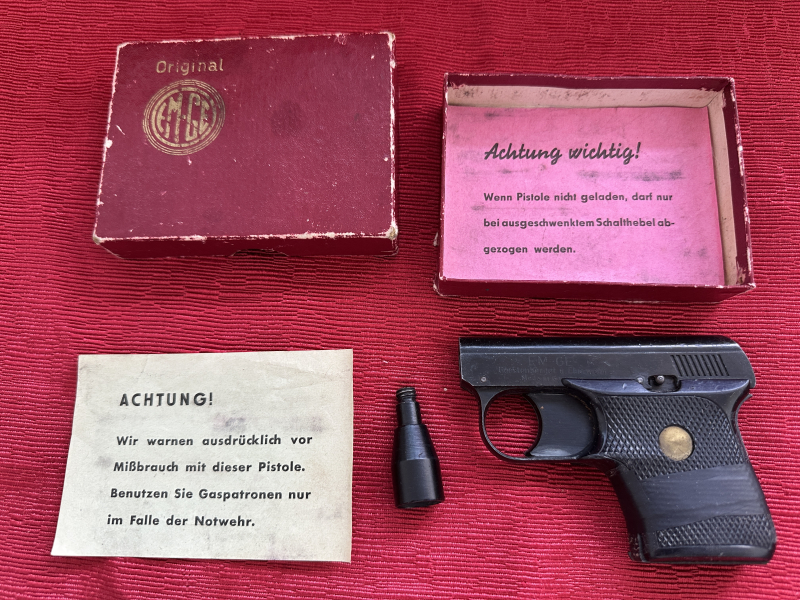 Original
EM-GE
Achtung wichtig!
Wenn Pistole nicht geladen, darf nur
bei ausgeschwenktem Schalthebel ab-
gezogen werden.
ACHTUNG!
Wir warnen ausdrücklich vor
Mißbrauch mit dieser Pistole.
Benutzen Sie Gaspatronen nur
im Falle der Notwehr.